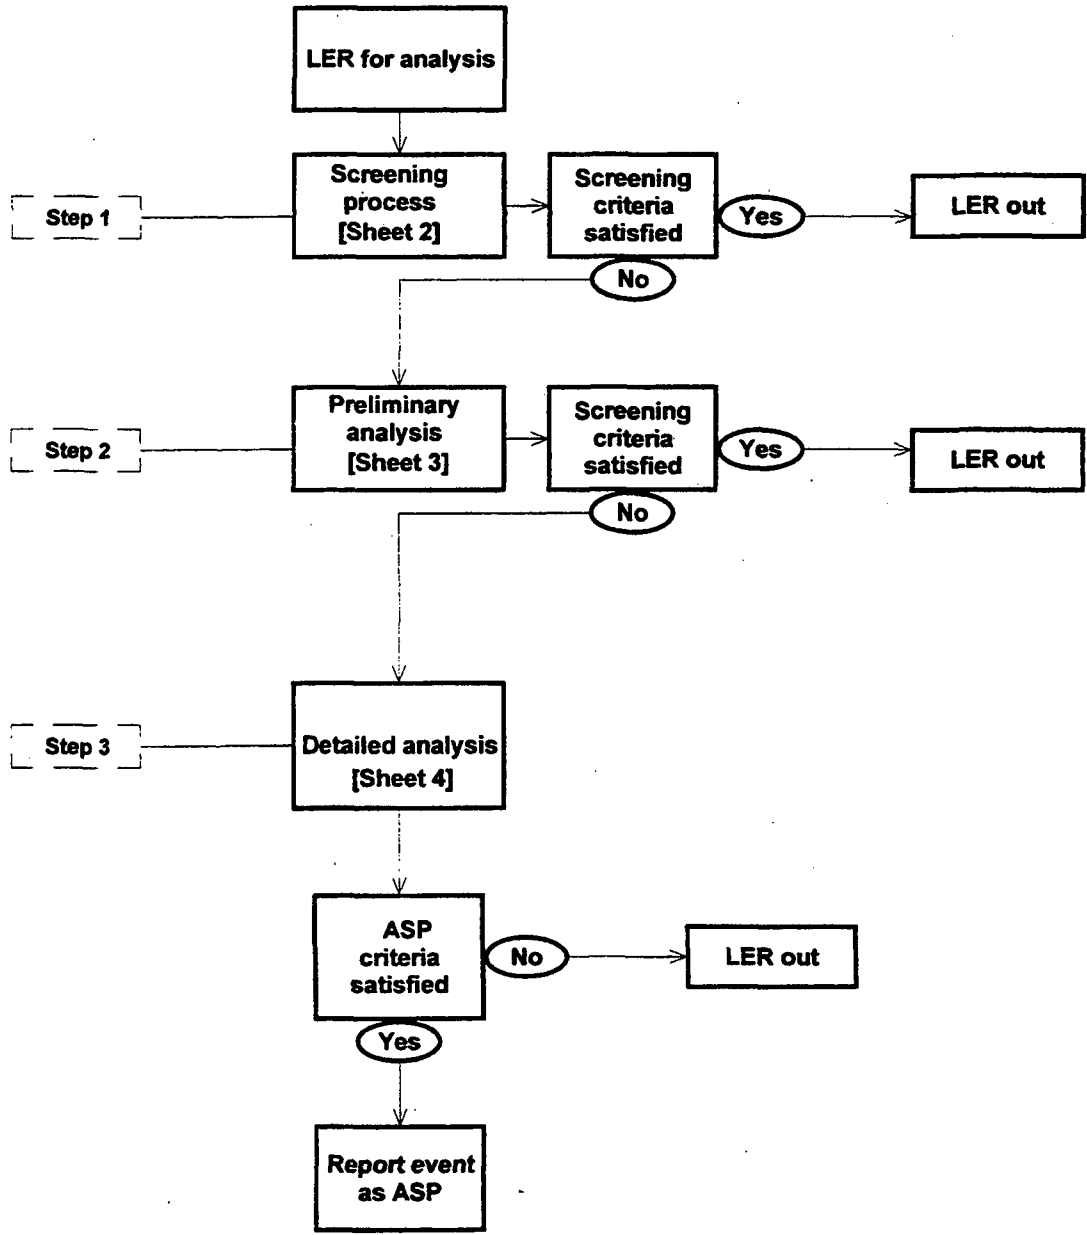 LER for analysis
Step 1
Screening
process
[Sheet 2]
Screening
criteria
satisfied
Yes
LER out
No
Step 2
Preliminary
analysis
[Sheet 3]
Screening
criteria
satisfied
Yes
LER out
No
Step 3
Detailed analysis
[Sheet 4]
ASP
criteria
satisfied
No
LER out
Yes
Report event
as ASP